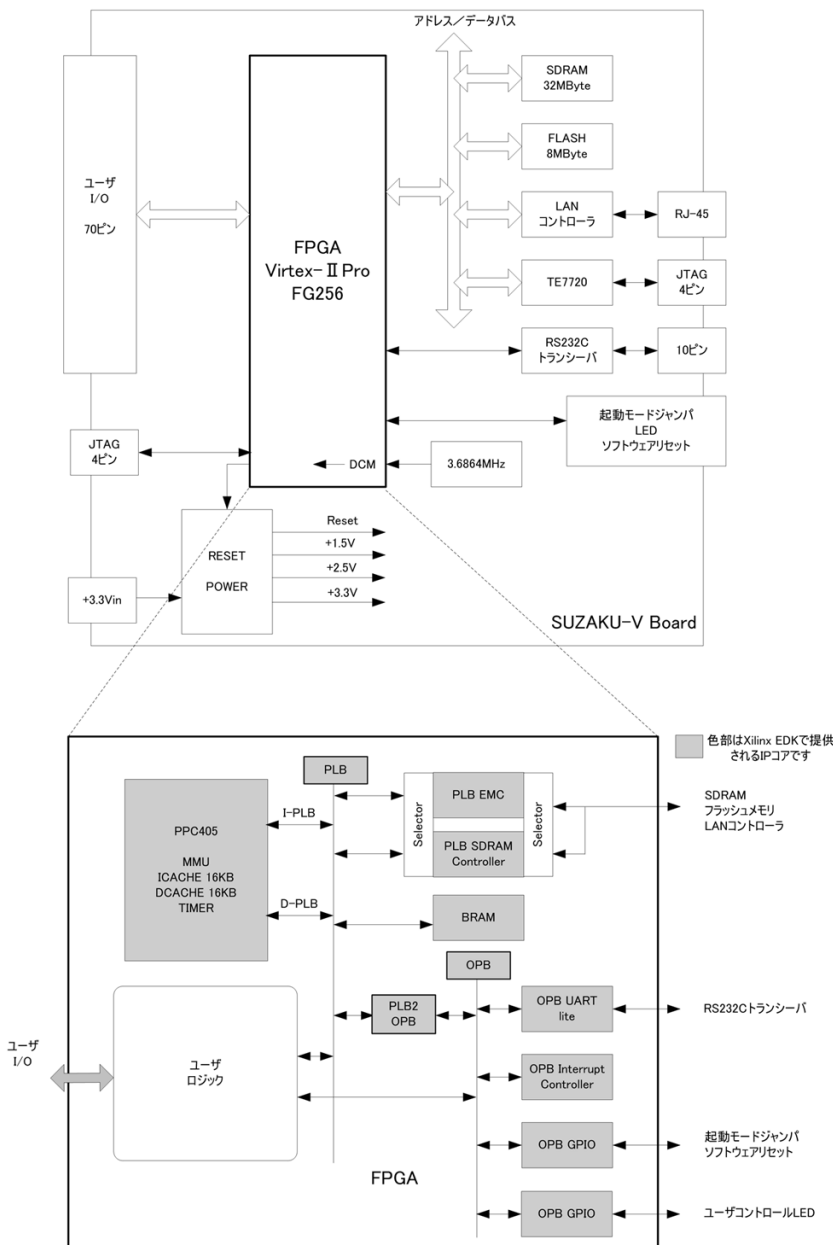 アドレス／データバス
SDRAM
32MByte
FLASH
8MByte
ユーザ
I/O
70ピン
LAN
コントローラ
RJ-45
FPGA
Virtex-Ⅱ Pro
FG256
TE7720
JTAG
4ピン
RS232C
トランシーバ
10ピン
起動モードジャンパ
LED
ソフトウェアリセット
JTAG
4ピン
DCM
3.6864MHz
RESET
POWER
Reset
+1.5V
+2.5V
+3.3V
+3.3Vin
SUZAKU-V Board
色部はXilinx EDKで提供
されるIPコアです
PLB
PPC405
MMU
ICACHE 16KB
DCACHE 16KB
TIMER
I-PLB
D-PLB
Selector
PLB EMC
PLB SDRAM
Controller
Selector
SDRAM
フラッシュメモリ
LANコントローラ
BRAM
OPB
PLB2
OPB
OPB UART
lite
RS232Cトランシーバ
ユーザ
I/O
ユーザ
ロジック
OPB Interrupt
Controller
OPB GPIO
起動モードジャンパ
ソフトウェアリセット
FPGA
OPB GPIO
ユーザコントロールLED